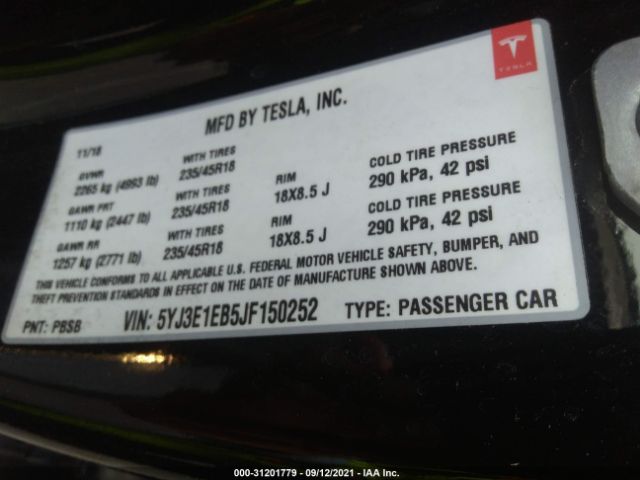 TESLA
MFD BY TESLA, INC.
11/18
GVWR WITH TIRES RIM COLD TIRE PRESSURE
2265 kg (4993 lb) 235/45R18 18X8.5 J 290 kPa, 42 psi
GAWR FRT WITH TIRES RIM COLD TIRE PRESSURE
1110 kg (2447 lb) 235/45R18 18X8.5 J 290 kPa, 42 psi
GAWR RR WITH TIRES
1257 kg (2771 lb) 235/45R18
THIS VEHICLE CONFORMS TO ALL APPLICABLE U.S. FEDERAL MOTOR VEHICLE SAFETY, BUMPER, AND
THEFT PREVENTION STANDARDS IN EFFECT ON THE DATE OF MANUFACTURE SHOWN ABOVE.
PNT: PBSB VIN: 5YJ3E1EB5JF150252 TYPE: PASSENGER CAR
000-31201779 - 09/12/2021 - IAA Inc.